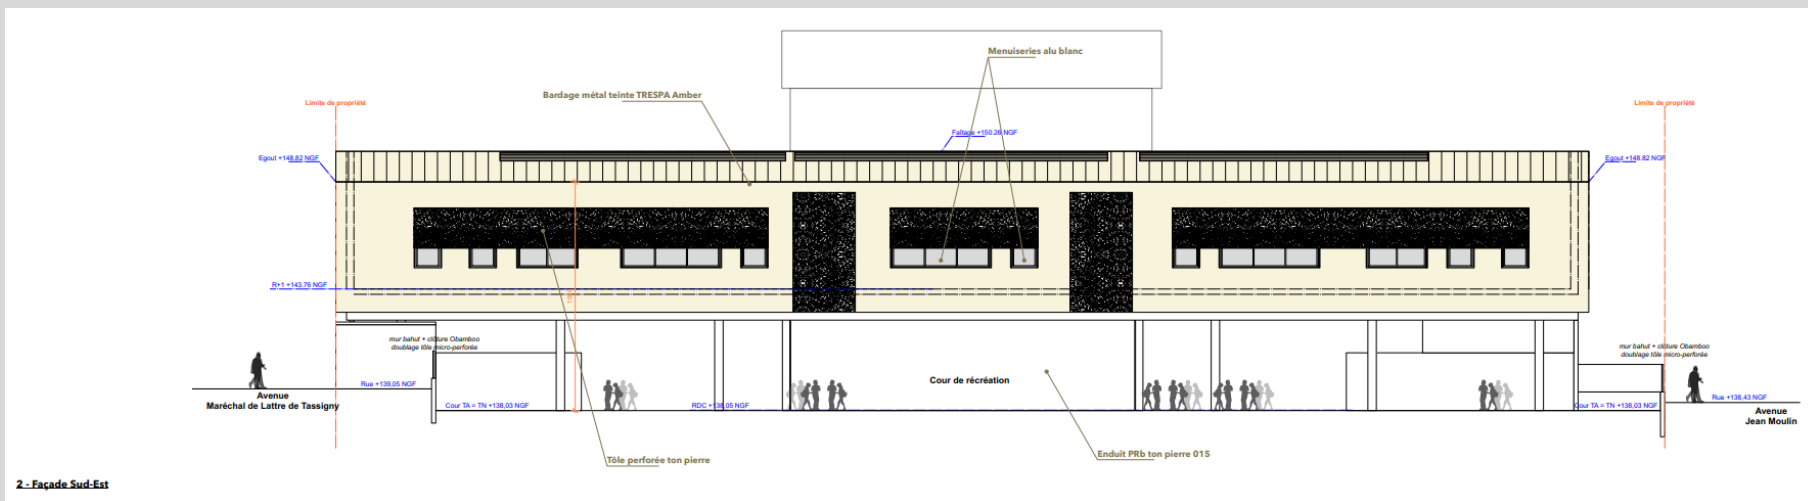 Menuiseries alu blanc
Bardage métal teinte TRESPA Amber
Limite de propriété
Limite de propriété
Faîtage +150.26 NGF
Egout +148.82 NGF
Egout +148.82 NGF
R+1 +143.76 NGF
mur bahut + clôture Obamboo
doublage tôle micro-perforée
mur bahut + clôture Obamboo
doublage tôle micro-perforée
Rue +139,05 NGF
Avenue
Maréchal de Lattre de Tassigny
Cour TA = TN +138,03 NGF
RDC +138,05 NGF
Cour de récréation
Cour TA = TN +138,03 NGF
Rue +138.43 NGF
Avenue
Jean Moulin
Tôle perforée ton pierre
Enduit PRb ton pierre 015
2 - Façade Sud-Est